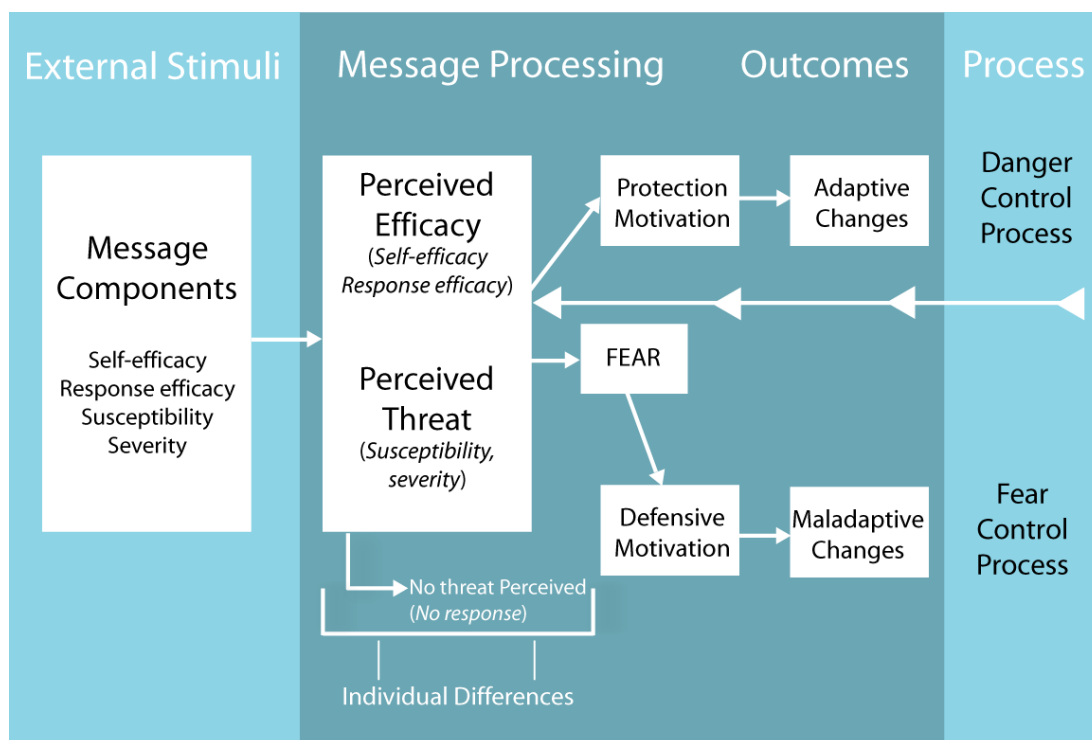 External Stimuli
Message Processing
Outcomes
Process
Message
Components
Self-efficacy
Response efficacy
Susceptibility
Severity
Perceived
Efficacy
(Self-efficacy
Response efficacy)
Perceived
Threat
(Susceptibility,
severity)
Protection
Motivation
Adaptive
Changes
Danger
Control
Process
FEAR
Defensive
Motivation
Maladaptive
Changes
Fear
Control
Process
No threat Perceived
(No response)
Individual Differences